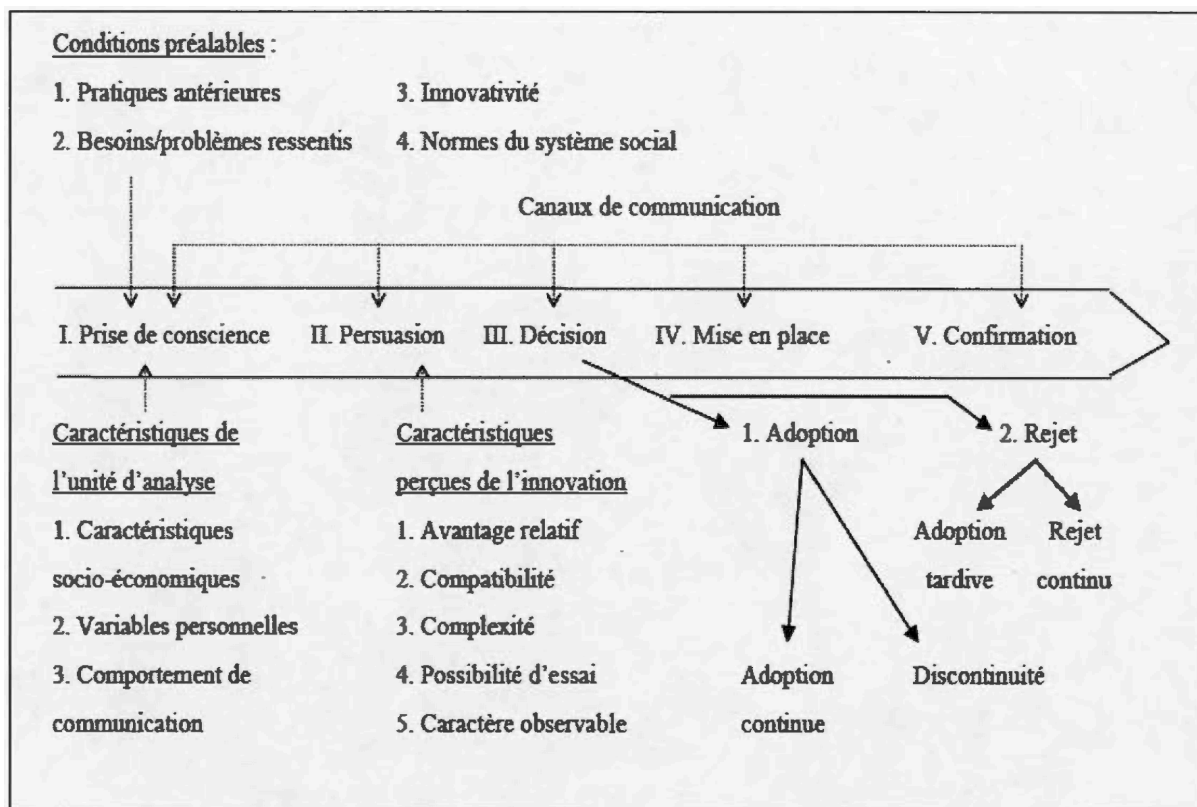 Conditions préalables :
1. Pratiques antérieures
3. Innovativité
2. Besoins/problèmes ressentis
4. Normes du système social
Canaux de communication
I. Prise de conscience
II. Persuasion
III. Décision
IV. Mise en place
V. Confirmation
Caractéristiques de
l'unité d'analyse
1. Caractéristiques
socio-économiques
2. Variables personnelles
3. Comportement de
communication
Caractéristiques
perçues de l'innovation
1. Avantage relatif
2. Compatibilité
3. Complexité
4. Possibilité d'essai
5. Caractère observable
1. Adoption
2. Rejet
Adoption
tardive
Rejet
continu
Adoption
continue
Discontinuité